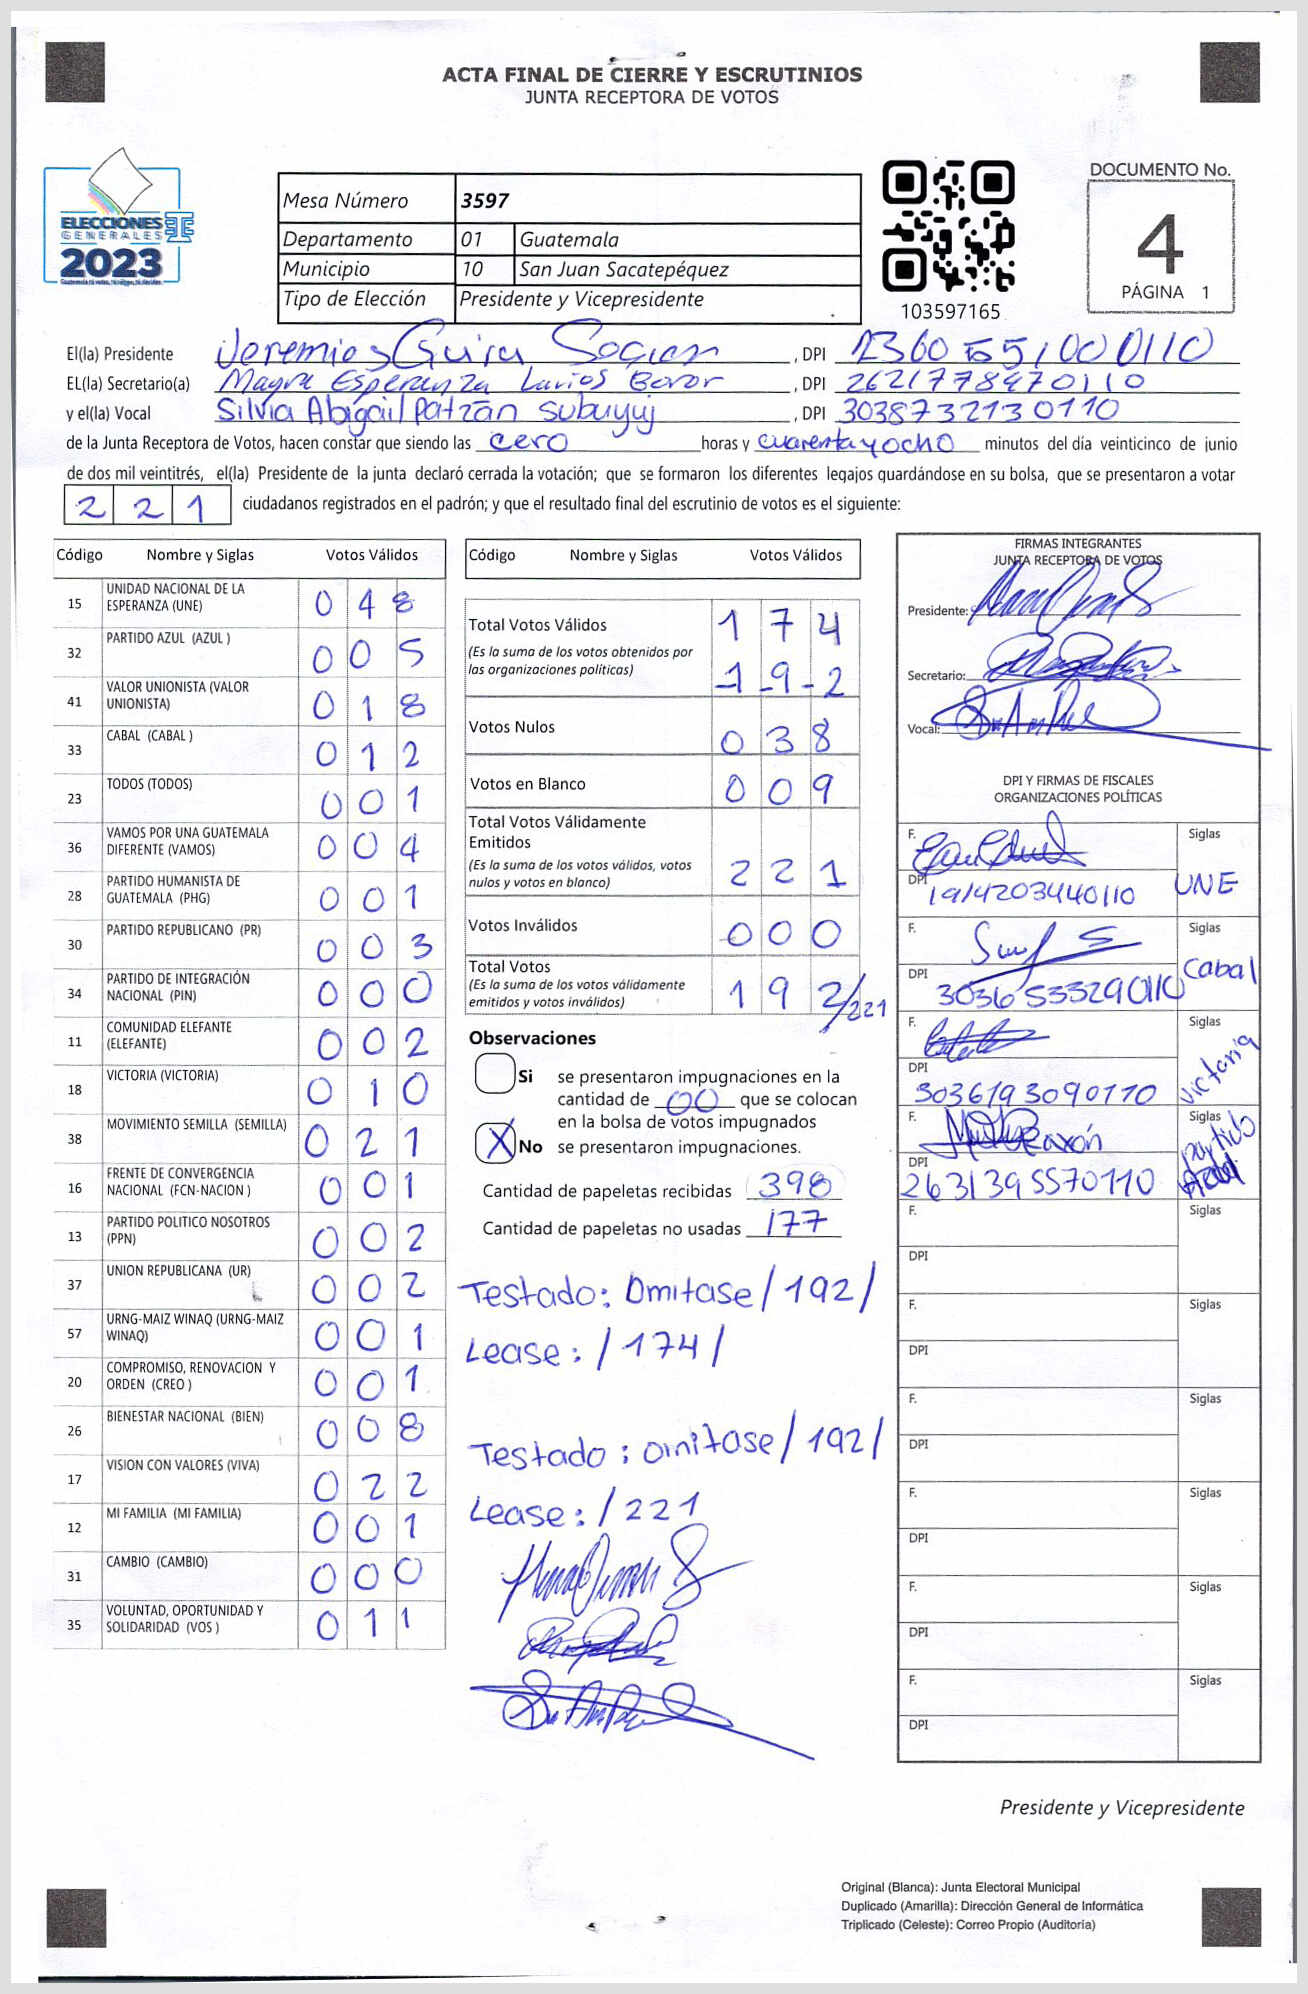 ACTA FINAL DE CIERRE Y ESCRUTINIOS
JUNTA RECEPTORA DE VOTOS
ELECCIONES
GENERALES
2023
Mesa Número 3597
Departamento 01 Guatemala
Municipio 10 San Juan Sacatepéquez
Tipo de Elección Presidente y Vicepresidente
103597165
DOCUMENTO No.
4
PÁGINA 1
El(la) Presidente Jeremias , DPI
EL(la) Secretario(a) Mayra Esperanza Larios Boror , DPI 2621778970110
y el(la) Vocal Silvia Abigail Patzán Subuyuj , DPI 3038732130110
de la Junta Receptora de Votos, hacen constar que siendo las cero horas y cuarenta y ocho minutos del día veinticinco de junio
de dos mil veintitrés, el(la) Presidente de la junta declaró cerrada la votación; que se formaron los diferentes legajos guardándose en su bolsa, que se presentaron a votar
2 2 1 ciudadanos registrados en el padrón; y que el resultado final del escrutinio de votos es el siguiente:
Código Nombre y Siglas Votos Válidos
15 UNIDAD NACIONAL DE LA ESPERANZA (UNE) 0 4 8
32 PARTIDO AZUL (AZUL ) 0 0 5
41 VALOR UNIONISTA (VALOR UNIONISTA) 0 1 8
33 CABAL (CABAL ) 0 1 2
23 TODOS (TODOS) 0 0 1
36 VAMOS POR UNA GUATEMALA DIFERENTE (VAMOS) 0 0 4
28 PARTIDO HUMANISTA DE GUATEMALA (PHG) 0 0 1
30 PARTIDO REPUBLICANO (PR) 0 0 3
34 PARTIDO DE INTEGRACIÓN NACIONAL (PIN) 0 0 0
11 COMUNIDAD ELEFANTE (ELEFANTE) 0 0 2
18 VICTORIA (VICTORIA) 0 1 0
38 MOVIMIENTO SEMILLA (SEMILLA) 0 2 1
16 FRENTE DE CONVERGENCIA NACIONAL (FCN-NACION ) 0 0 1
13 PARTIDO POLITICO NOSOTROS (PPN) 0 0 2
37 UNION REPUBLICANA (UR) 0 0 2
57 URNG-MAIZ WINAQ (URNG-MAIZ WINAQ) 0 0 1
20 COMPROMISO, RENOVACION Y ORDEN (CREO ) 0 0 1
26 BIENESTAR NACIONAL (BIEN) 0 0 8
17 VISION CON VALORES (VIVA) 0 2 2
12 MI FAMILIA (MI FAMILIA) 0 0 1
31 CAMBIO (CAMBIO) 0 0 0
35 VOLUNTAD, OPORTUNIDAD Y SOLIDARIDAD (VOS ) 0 1 1
Código Nombre y Siglas Votos Válidos
Total Votos Válidos 1 7 4
(Es la suma de los votos obtenidos por
las organizaciones políticas) 1 9 2
Votos Nulos 0 3 8
Votos en Blanco 0 0 9
Total Votos Válidamente
Emitidos
(Es la suma de los votos válidos, votos
nulos y votos en blanco) 2 2 1
Votos Inválidos 0 0 0
Total Votos
(Es la suma de los votos válidamente
emitidos y votos inválidos) 1 9 2/221
Observaciones
Si se presentaron impugnaciones en la
cantidad de 00 que se colocan
en la bolsa de votos impugnados
X No se presentaron impugnaciones.
Cantidad de papeletas recibidas 398
Cantidad de papeletas no usadas 177
Testado: Omitase / 192 /
Lease: / 174 /
Testado: omitase / 192 /
Lease: / 221
FIRMAS INTEGRANTES
JUNTA RECEPTORA DE VOTOS
Presidente:
Secretario:
Vocal:
DPI Y FIRMAS DE FISCALES
ORGANIZACIONES POLÍTICAS
F. Siglas
DPI 1914203440110 UNE
F. Siglas
DPI 3036533290110 Cabal
F. Siglas
DPI 3036193090110 Victoria
F. Siglas
DPI 2631395570110 partido
F. Siglas
DPI
F. Siglas
DPI
F. Siglas
DPI
F. Siglas
DPI
F. Siglas
DPI
F. Siglas
DPI
Presidente y Vicepresidente
Original (Blanca): Junta Electoral Municipal
Duplicado (Amarilla): Dirección General de Informática
Triplicado (Celeste): Correo Propio (Auditoría)